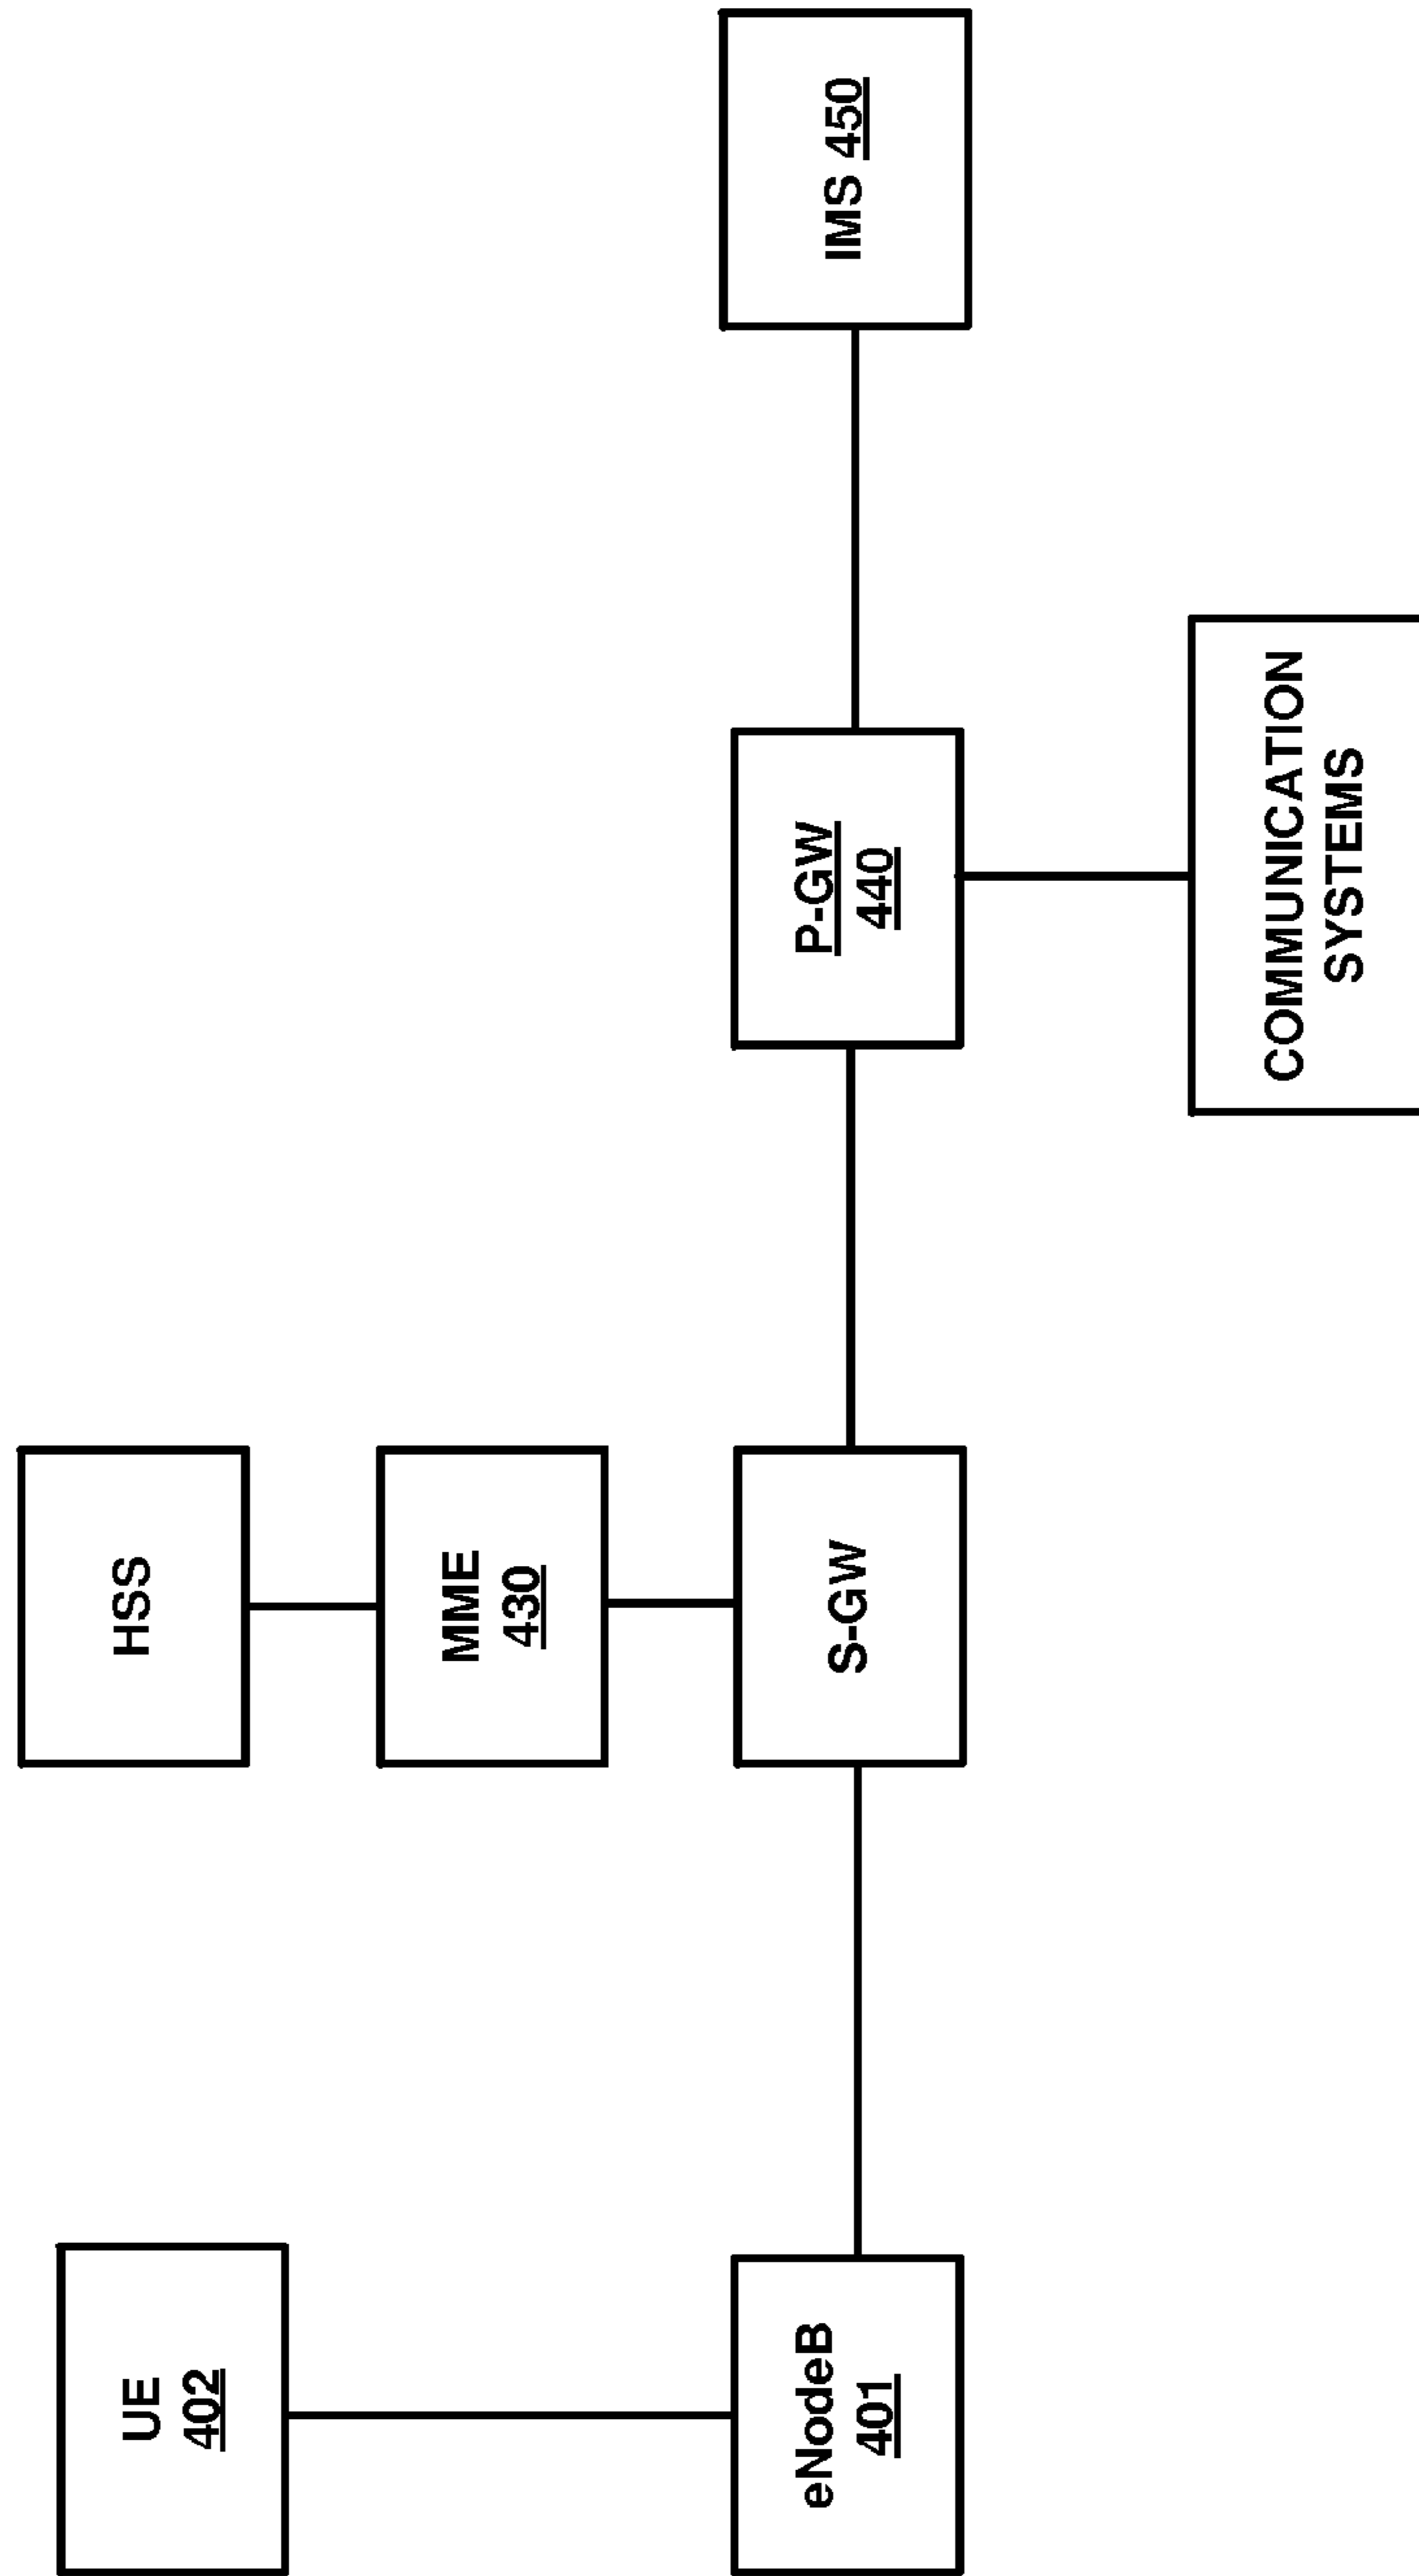 UE
402
HSS
MME
430
eNodeB
401
S-GW
P-GW
440
IMS 450
COMMUNICATION
SYSTEMS